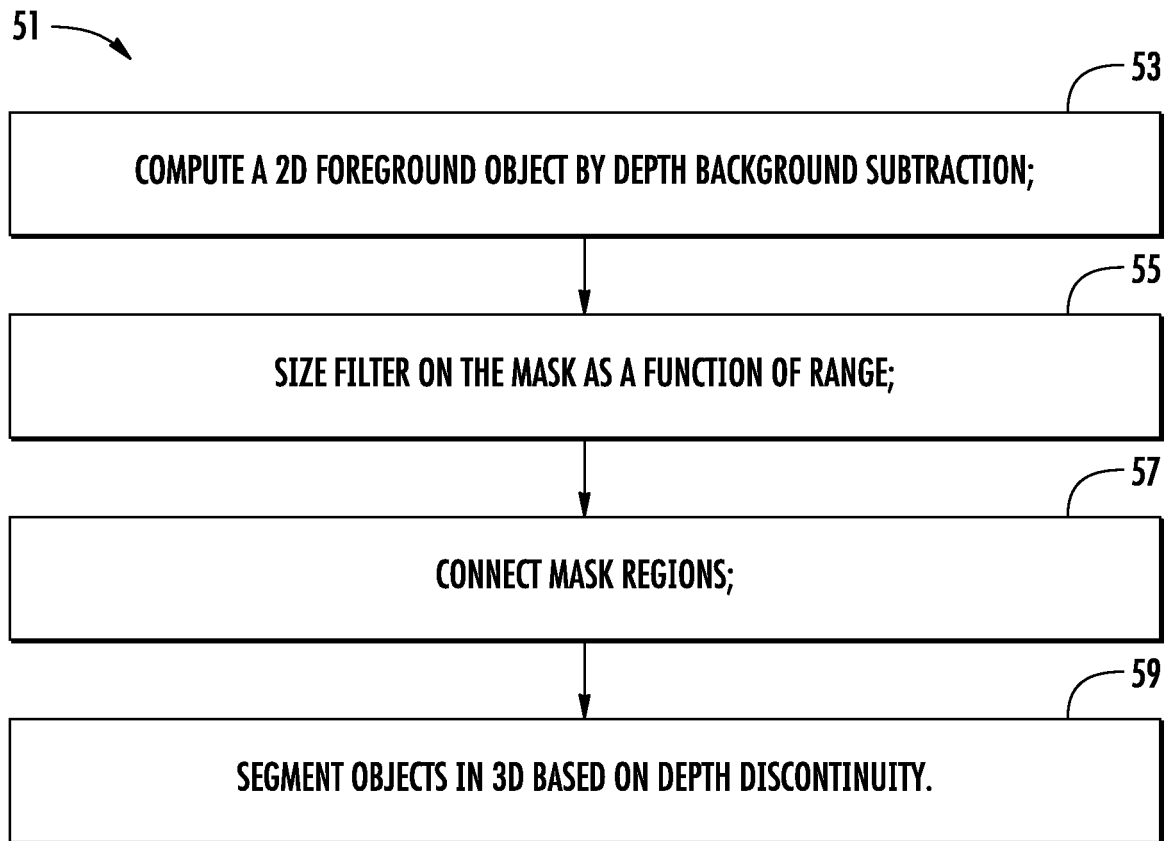 51
53
COMPUTE A 2D FOREGROUND OBJECT BY DEPTH BACKGROUND SUBTRACTION;
55
SIZE FILTER ON THE MASK AS A FUNCTION OF RANGE;
57
CONNECT MASK REGIONS;
59
SEGMENT OBJECTS IN 3D BASED ON DEPTH DISCONTINUITY.